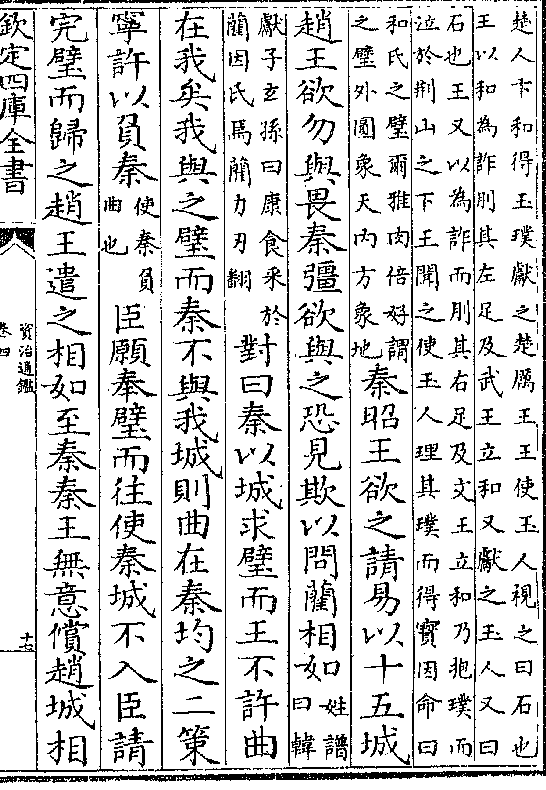 楚人卞和得玉璞獻之楚厲王王使玉人視之曰石也
王以和為詐刖其左足及武王立和又獻之玉人又曰
石也王又以為詐而刖其右足及文王立和乃抱璞而
泣於荆山之下王聞之使玉人理其璞而得寳因命曰
和氏之璧爾雅肉倍好謂
之璧外圓象天内方象地
秦昭王欲之請易以十五城
趙王欲勿與畏秦彊欲與之恐見欺以問藺相如
姓譜
曰韓
獻子𤣥孫曰康食采於
藺因氏焉藺力刃翻
對曰秦以城求璧而王不許曲
在我矣我與之璧而秦不與我城則曲在秦均之二策
寧許以負秦
使秦負
曲也
臣願奉璧而往使秦城不入臣請
完璧而歸之趙王遣之相如至秦秦王無意償趙城相
欽定四庫全書
資治通鑑
卷四
十七